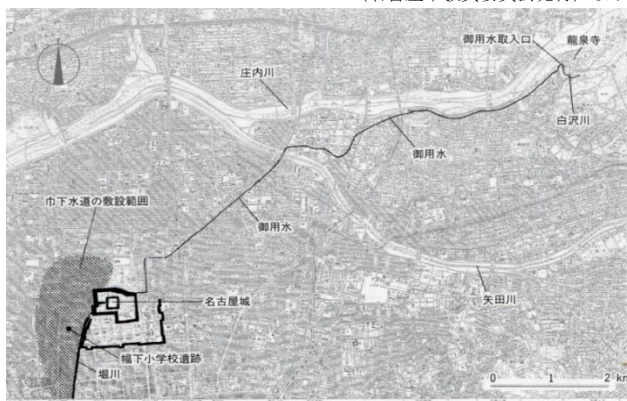 御用水取入口
龍泉寺
庄内川
白沢川
御用水
巾下水道の敷設範囲
御用水
名古屋城
矢田川
幅下小学校遺跡
堀川
0 1 2 km